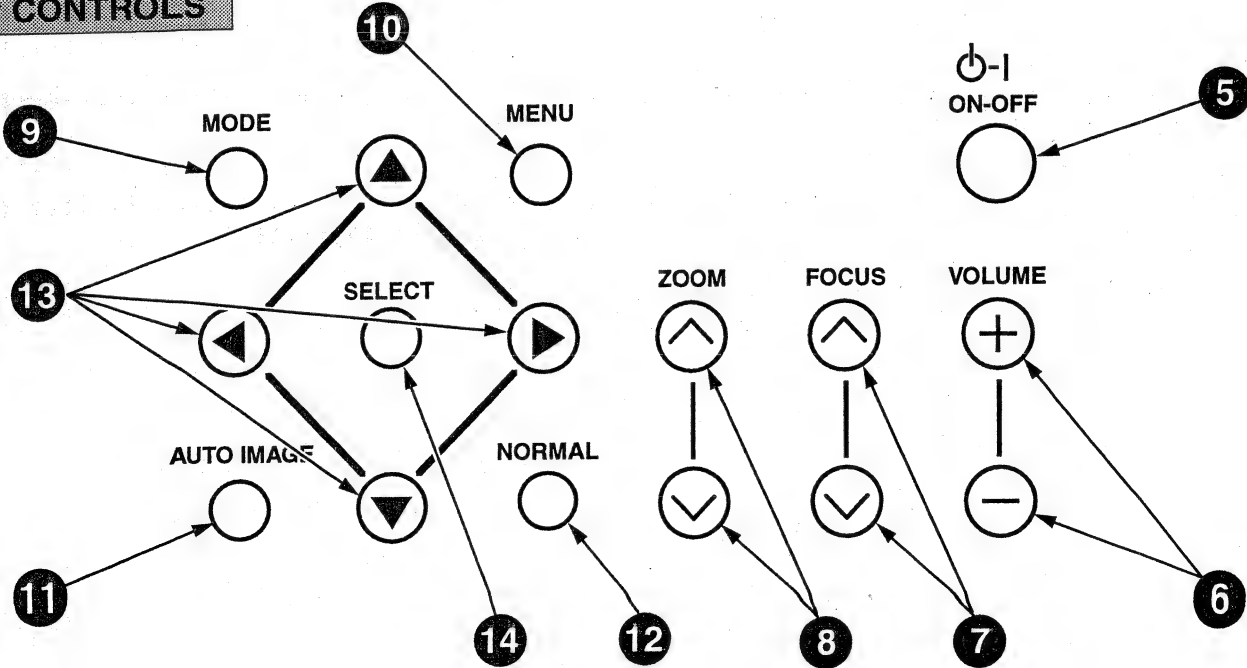 CONTROLS
10
5
ON-OFF
9
MODE
MENU
13
SELECT
ZOOM
FOCUS
VOLUME
AUTO IMAGE
NORMAL
11
14
12
8
7
6